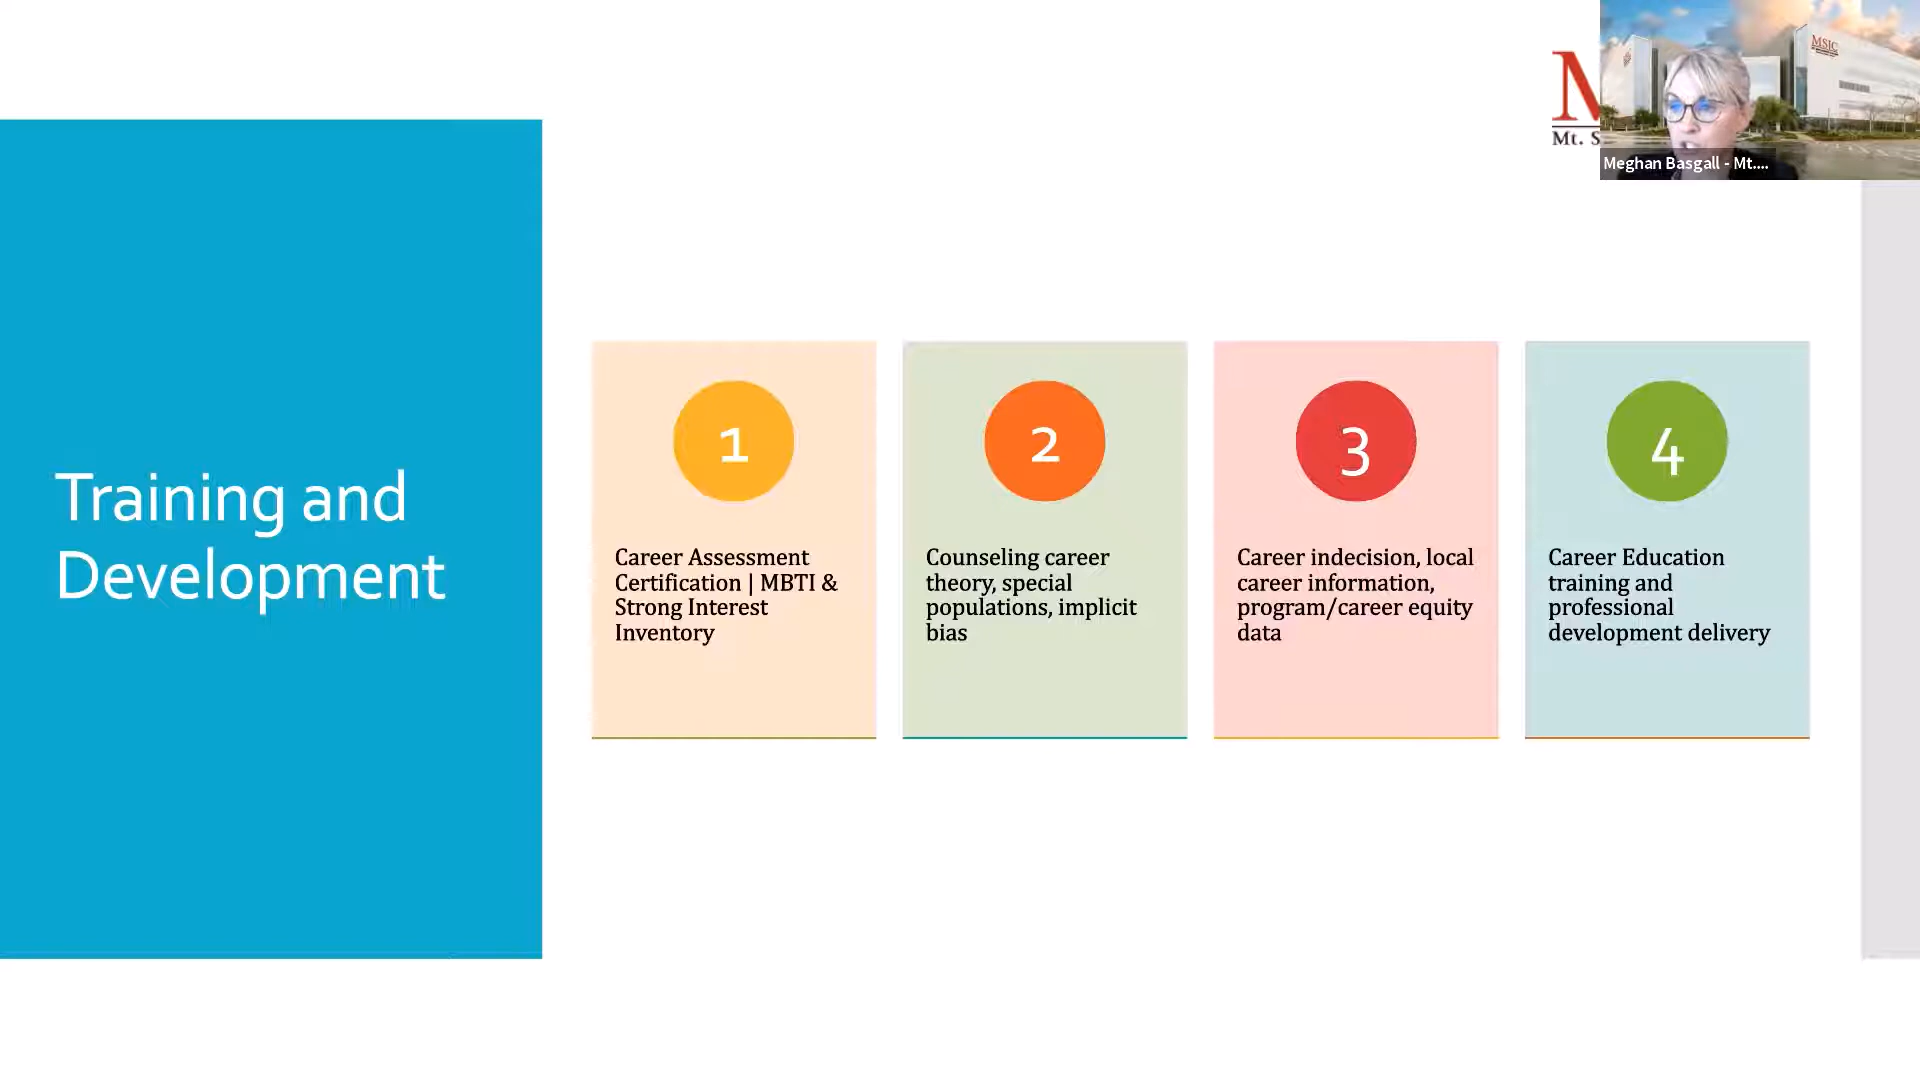 Training and
Development
1
Career Assessment
Certification | MBTI &
Strong Interest
Inventory
2
Counseling career
theory, special
populations, implicit
bias
3
Career indecision, local
career information,
program/career equity
data
4
Career Education
training and
professional
development delivery
M
Mt. S
MSJC
Meghan Basgall - Mt....